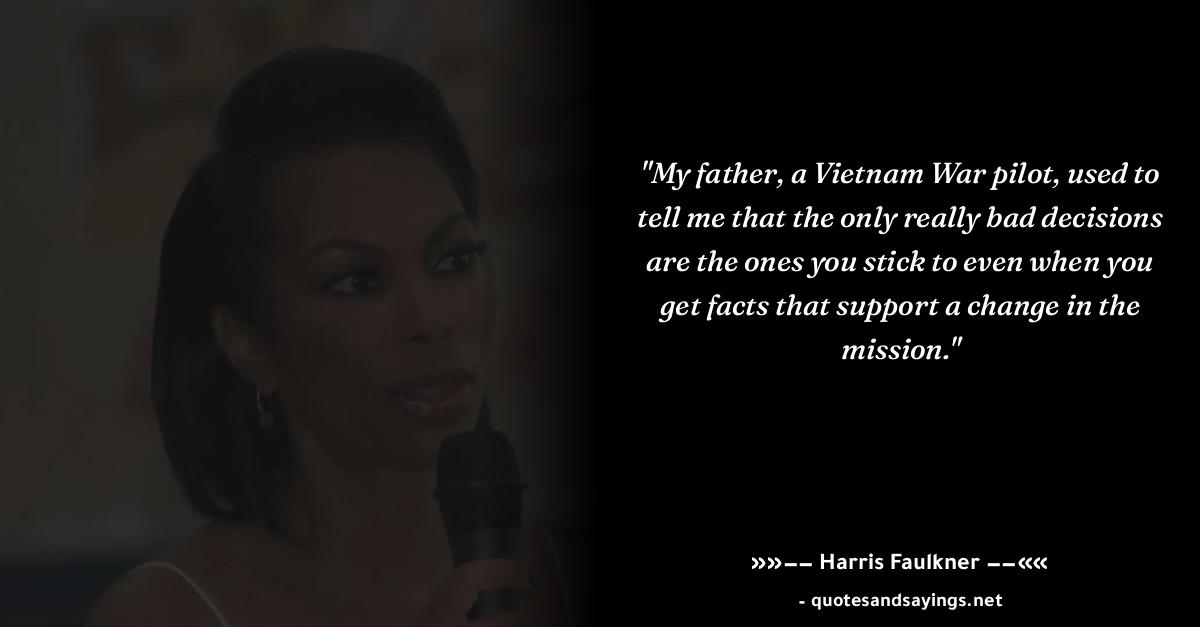 "My father, a Vietnam War pilot, used to
tell me that the only really bad decisions
are the ones you stick to even when you
get facts that support a change in the
mission."
»»−− Harris Faulkner −−««
- quotesandsayings.net